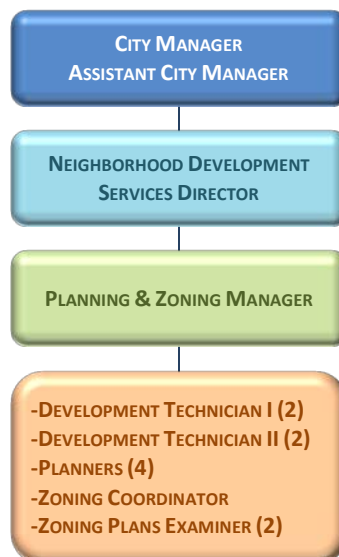 City Manager
Assistant City Manager
Neighborhood Development
Services Director
Planning & Zoning Manager
-Development Technician I (2)
-Development Technician II (2)
-Planners (4)
-Zoning Coordinator
-Zoning Plans Examiner (2)